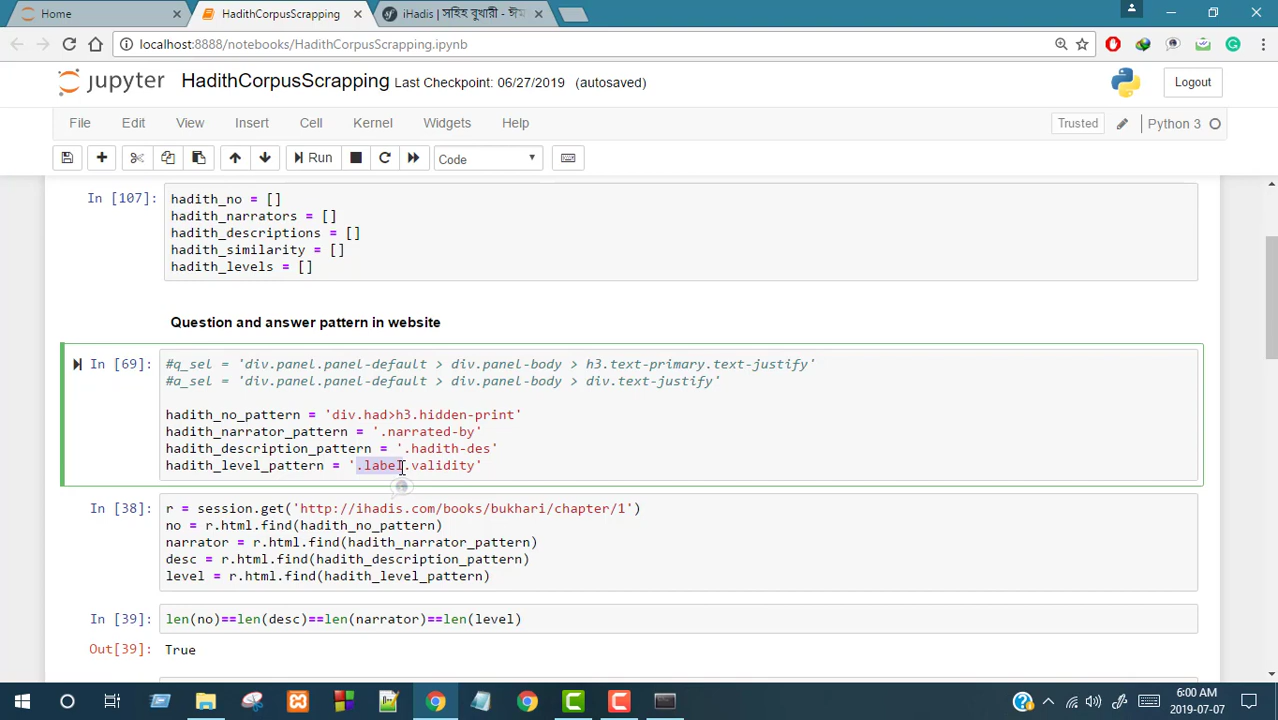 Home
HadithCorpusScrapping
iHadis | সহিহ বুখারী - ঈমা
localhost:8888/notebooks/HadithCorpusScrapping.ipynb
jupyter HadithCorpusScrapping Last Checkpoint: 06/27/2019 (autosaved)
Logout
File Edit View Insert Cell Kernel Widgets Help
Trusted Python 3
Run Code
In [107]: hadith_no = []
hadith_narrators = []
hadith_descriptions = []
hadith_similarity = []
hadith_levels = []
Question and answer pattern in website
In [69]: #q_sel = 'div.panel.panel-default > div.panel-body > h3.text-primary.text-justify'
#a_sel = 'div.panel.panel-default > div.panel-body > div.text-justify'
hadith_no_pattern = 'div.had>h3.hidden-print'
hadith_narrator_pattern = '.narrated-by'
hadith_description_pattern = '.hadith-des'
hadith_level_pattern = '.label.validity'
In [38]: r = session.get('http://ihadis.com/books/bukhari/chapter/1')
no = r.html.find(hadith_no_pattern)
narrator = r.html.find(hadith_narrator_pattern)
desc = r.html.find(hadith_description_pattern)
level = r.html.find(hadith_level_pattern)
In [39]: len(no)==len(desc)==len(narrator)==len(level)
Out[39]: True
6:00 AM
2019-07-07